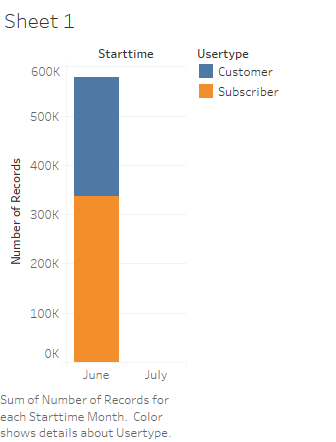 Sheet 1
Starttime
Usertype
Customer
Subscriber
600K
500K
400K
300K
200K
100K
0K
Number of Records
June
July
Sum of Number of Records for
each Starttime Month. Color
shows details about Usertype.